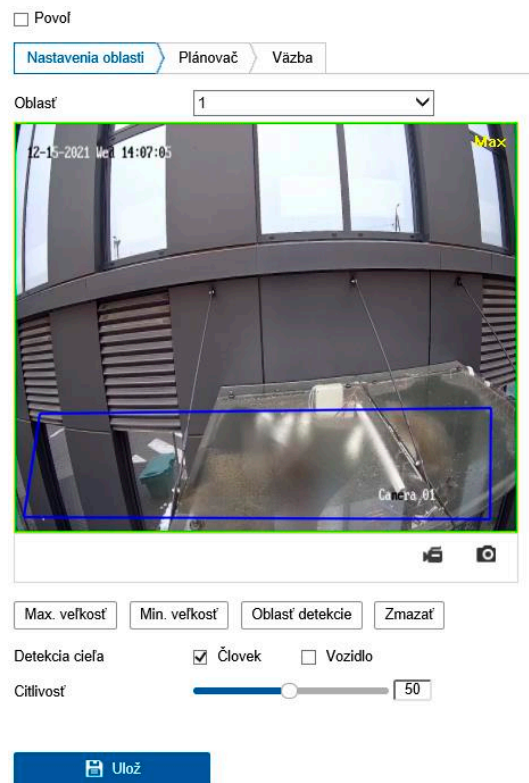 Povoľ
Nastavenia oblasti Plánovač Väzba
Oblasť 1
12-15-2021 Wed 14:07:05 Max
Camera 01
Max. veľkosť Min. veľkosť Oblasť detekcie Zmazať
Detekcia cieľa Človek Vozidlo
Citlivosť 50
Ulož